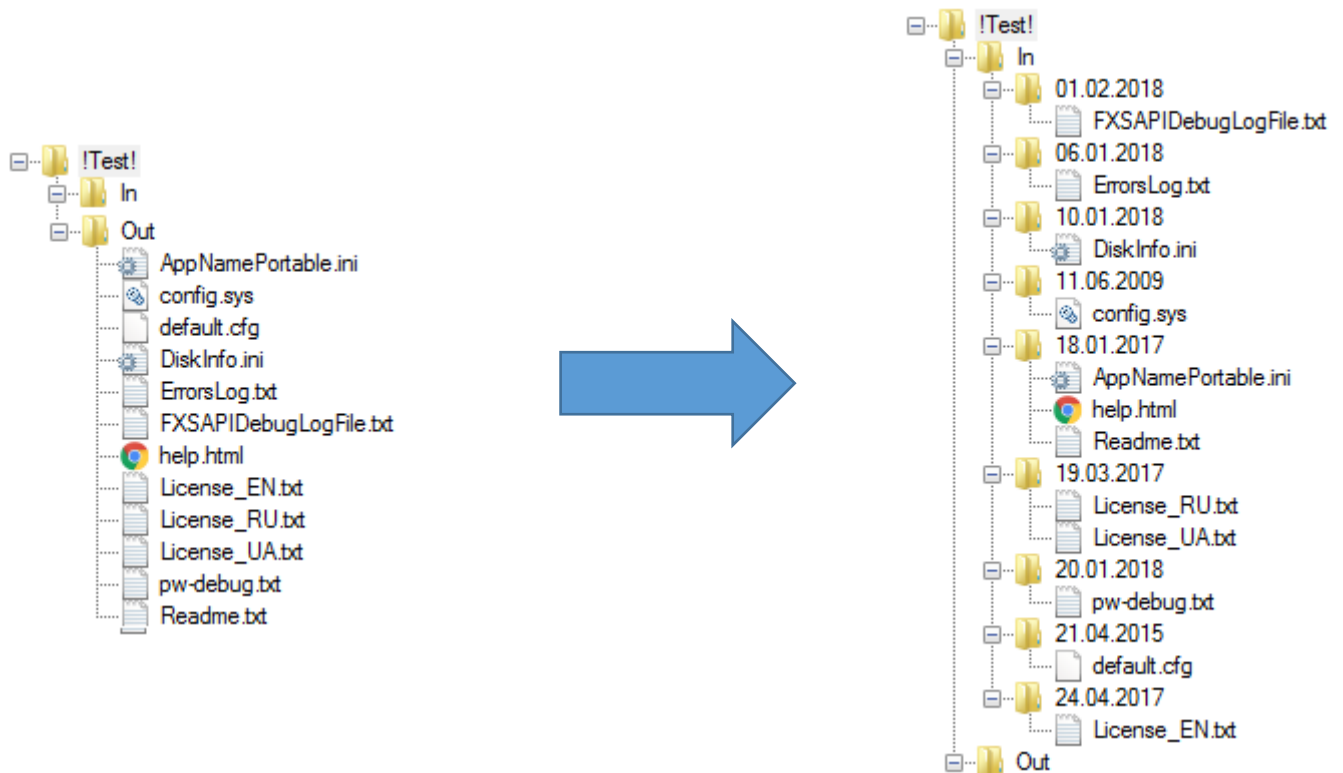 !Test!
In
Out
AppNamePortable.ini
config.sys
default.cfg
DiskInfo.ini
ErrorsLog.txt
FXSAPIDebugLogFile.txt
help.html
License_EN.txt
License_RU.txt
License_UA.txt
pw-debug.txt
Readme.txt
!Test!
In
01.02.2018
FXSAPIDebugLogFile.txt
06.01.2018
ErrorsLog.txt
10.01.2018
DiskInfo.ini
11.06.2009
config.sys
18.01.2017
AppNamePortable.ini
help.html
Readme.txt
19.03.2017
License_RU.txt
License_UA.txt
20.01.2018
pw-debug.txt
21.04.2015
default.cfg
24.04.2017
License_EN.txt
Out